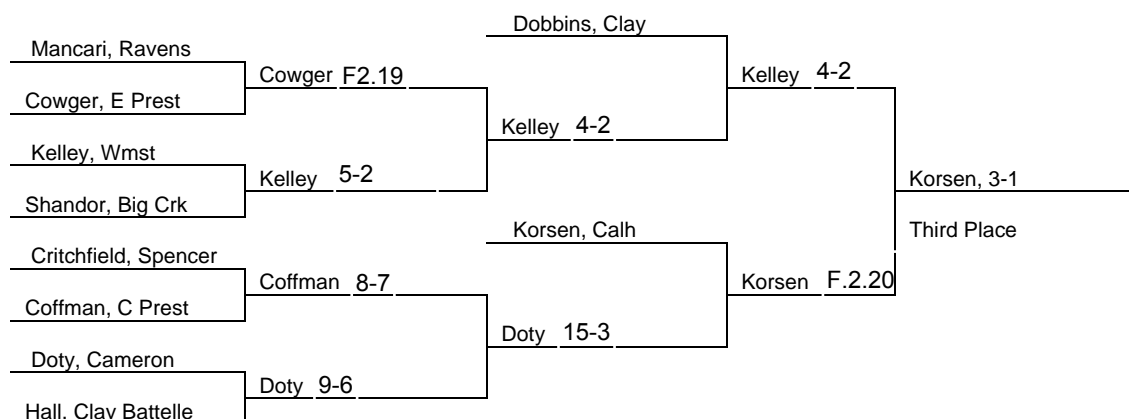 Dobbins, Clay
Mancari, Ravens
Cowger F2.19
Kelley 4-2
Cowger, E Prest
Kelley 4-2
Kelley, Wmst
Kelley 5-2
Korsen, 3-1
Shandor, Big Crk
Korsen, Calh
Third Place
Critchfield, Spencer
Coffman 8-7
Korsen F.2.20
Coffman, C Prest
Doty 15-3
Doty, Cameron
Doty 9-6
Hall, Clay Battelle